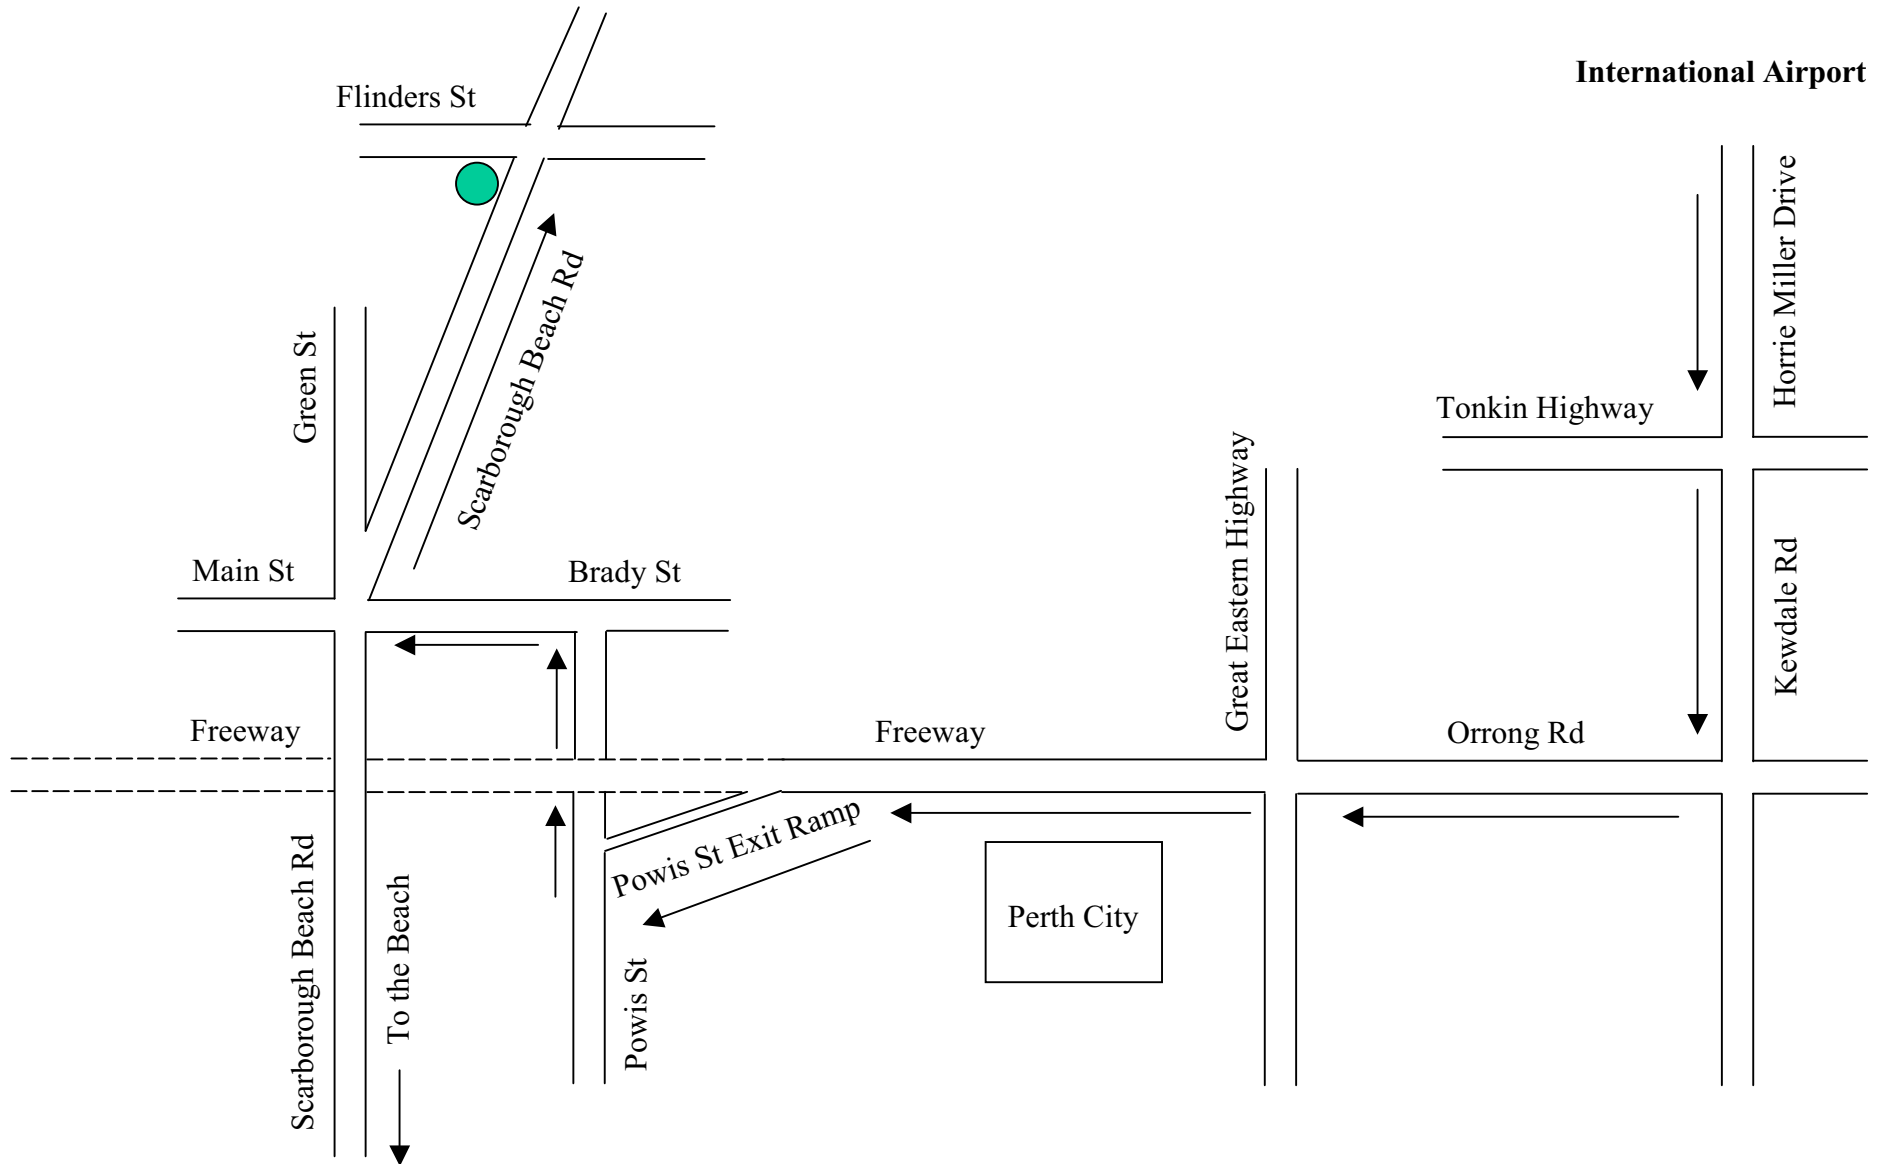 International Airport
Flinders St
Horrie Miller Drive
Scarborough Beach Rd
Green St
Tonkin Highway
Great Eastern Highway
Main St
Brady St
Kewdale Rd
Freeway
Freeway
Orrong Rd
Powis St Exit Ramp
Scarborough Beach Rd
To the Beach
Perth City
Powis St